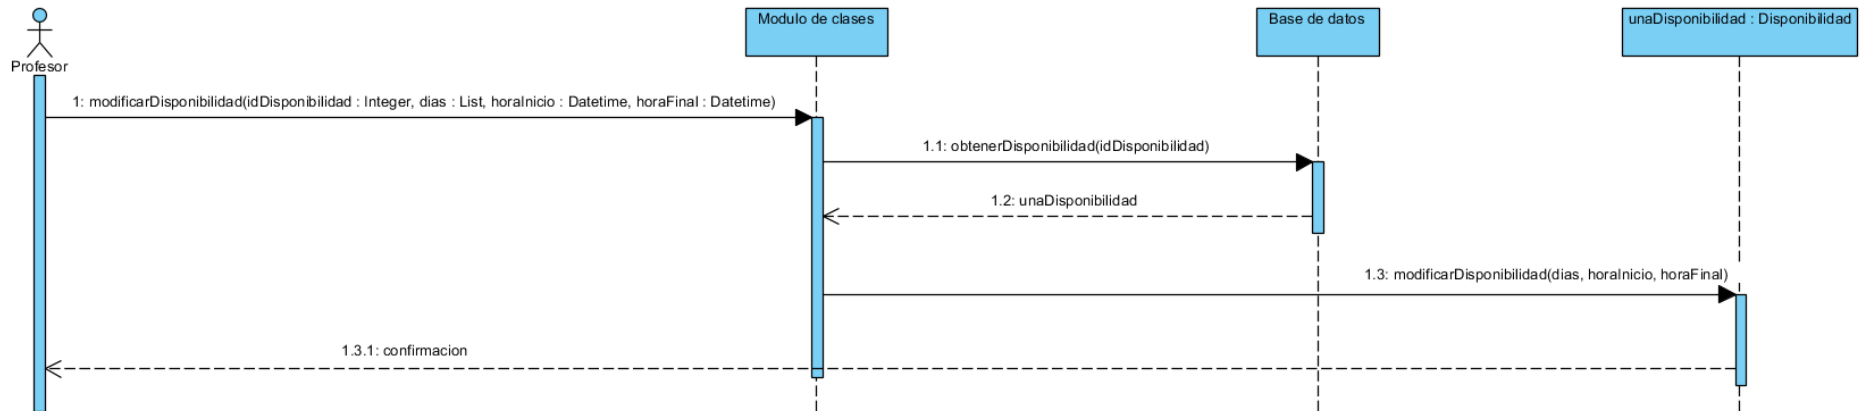 Profesor
Modulo de clases
Base de datos
unaDisponibilidad : Disponibilidad
1: modificarDisponibilidad(idDisponibilidad : Integer, dias : List, horaInicio : Datetime, horaFinal : Datetime)
1.1: obtenerDisponibilidad(idDisponibilidad)
1.2: unaDisponibilidad
1.3: modificarDisponibilidad(dias, horaInicio, horaFinal)
1.3.1: confirmacion